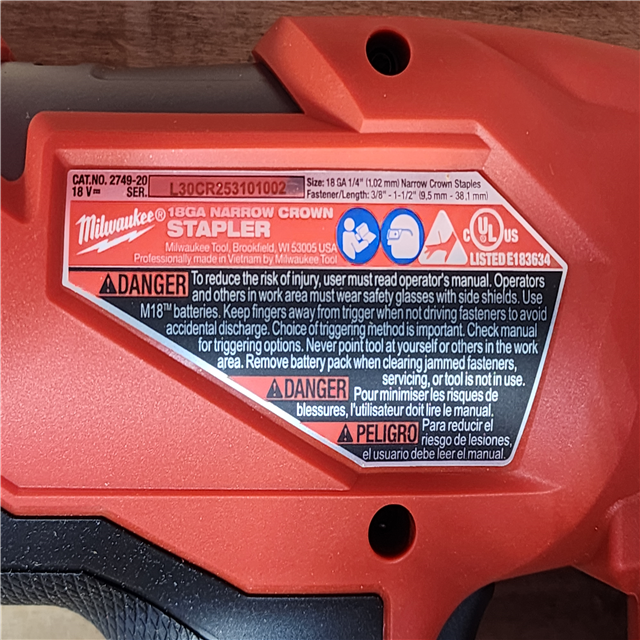 CAT.NO. 2749-20
18 V⎓ SER. L30CR253101002
Size: 18 GA 1/4" (1.02 mm) Narrow Crown Staples
Fastener/Length: 3/8" - 1-1/2" (9,5 mm - 38,1 mm)
Milwaukee®
18GA NARROW CROWN
STAPLER
Milwaukee Tool, Brookfield, WI 53005 USA
Professionally made in Vietnam by Milwaukee Tool
C UL US
LISTED E183634
DANGER To reduce the risk of injury, user must read operator's manual. Operators
and others in work area must wear safety glasses with side shields. Use
M18™ batteries. Keep fingers away from trigger when not driving fasteners to avoid
accidental discharge. Choice of triggering method is important. Check manual
for triggering options. Never point tool at yourself or others in the work
area. Remove battery pack when clearing jammed fasteners,
servicing, or tool is not in use.
DANGER Pour minimiser les risques de
blessures, l'utilisateur doit lire le manual.
PELIGRO Para reducir el
riesgo de lesiones,
el usuario debe leer el manual.